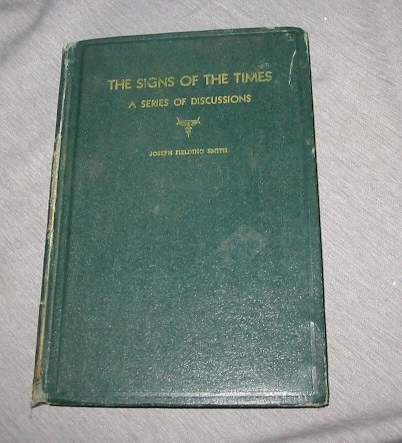 THE SIGNS OF THE TIMES
A SERIES OF DISCUSSIONS
JOSEPH FIELDING SMITH